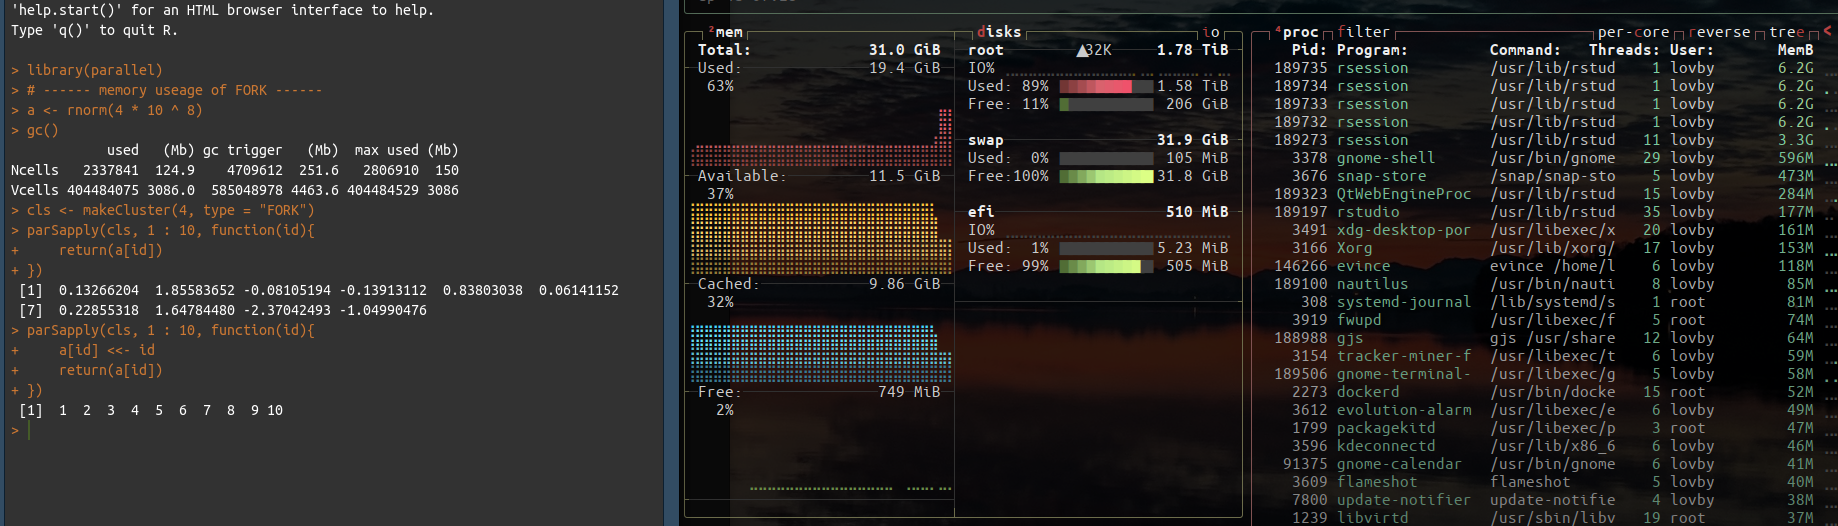 'help.start()' for an HTML browser interface to help.
Type 'q()' to quit R.
> library(parallel)
> # ------ memory useage of FORK ------
> a <- rnorm(4 * 10 ^ 8)
> gc()
used (Mb) gc trigger (Mb) max used (Mb)
Ncells 2337841 124.9 4709612 251.6 2806910 150
Vcells 404484075 3086.0 585048978 4463.6 404484529 3086
> cls <- makeCluster(4, type = "FORK")
> parSapply(cls, 1 : 10, function(id){
+ return(a[id])
+ })
[1] 0.13266204 1.85583652 -0.08105194 -0.13913112 0.83803038 0.06141152
[7] 0.22855318 1.64784480 -2.37042493 -1.04990476
> parSapply(cls, 1 : 10, function(id){
+ a[id] <<- id
+ return(a[id])
+ })
[1] 1 2 3 4 5 6 7 8 9 10
>
²mem
Total: 31.0 GiB
Used: 19.4 GiB
63%
Available: 11.5 GiB
37%
Cached: 9.86 GiB
32%
Free: 749 MiB
2%
disks io
root ▲32K 1.78 TiB
IO%
Used: 89% 1.58 TiB
Free: 11% 206 GiB
swap 31.9 GiB
Used: 0% 105 MiB
Free:100% 31.8 GiB
efi 510 MiB
IO%
Used: 1% 5.23 MiB
Free: 99% 505 MiB
⁴proc filter per-core reverse tree <
Pid: Program: Command: Threads: User: MemB
189735 rsession /usr/lib/rstud 1 lovby 6.2G
189734 rsession /usr/lib/rstud 1 lovby 6.2G
189733 rsession /usr/lib/rstud 1 lovby 6.2G
189732 rsession /usr/lib/rstud 1 lovby 6.2G
189273 rsession /usr/lib/rstud 11 lovby 3.3G
3378 gnome-shell /usr/bin/gnome 29 lovby 596M
3676 snap-store /snap/snap-sto 5 lovby 473M
189323 QtWebEngineProc /usr/lib/rstud 15 lovby 284M
189197 rstudio /usr/lib/rstud 35 lovby 177M
3491 xdg-desktop-por /usr/libexec/x 20 lovby 161M
3166 Xorg /usr/lib/xorg/ 17 lovby 153M
146266 evince evince /home/l 6 lovby 118M
189100 nautilus /usr/bin/nauti 8 lovby 85M
308 systemd-journal /lib/systemd/s 1 root 81M
3919 fwupd /usr/libexec/f 5 root 74M
188988 gjs gjs /usr/share 12 lovby 64M
3154 tracker-miner-f /usr/libexec/t 6 lovby 59M
189506 gnome-terminal- /usr/libexec/g 5 lovby 58M
2273 dockerd /usr/bin/docke 15 root 52M
3612 evolution-alarm /usr/libexec/e 6 lovby 49M
1799 packagekitd /usr/libexec/p 3 root 47M
3596 kdeconnectd /usr/lib/x86_6 6 lovby 46M
91375 gnome-calendar /usr/bin/gnome 6 lovby 41M
3609 flameshot flameshot 5 lovby 40M
7800 update-notifier update-notifie 4 lovby 38M
1239 libvirtd /usr/sbin/libv 19 root 37M